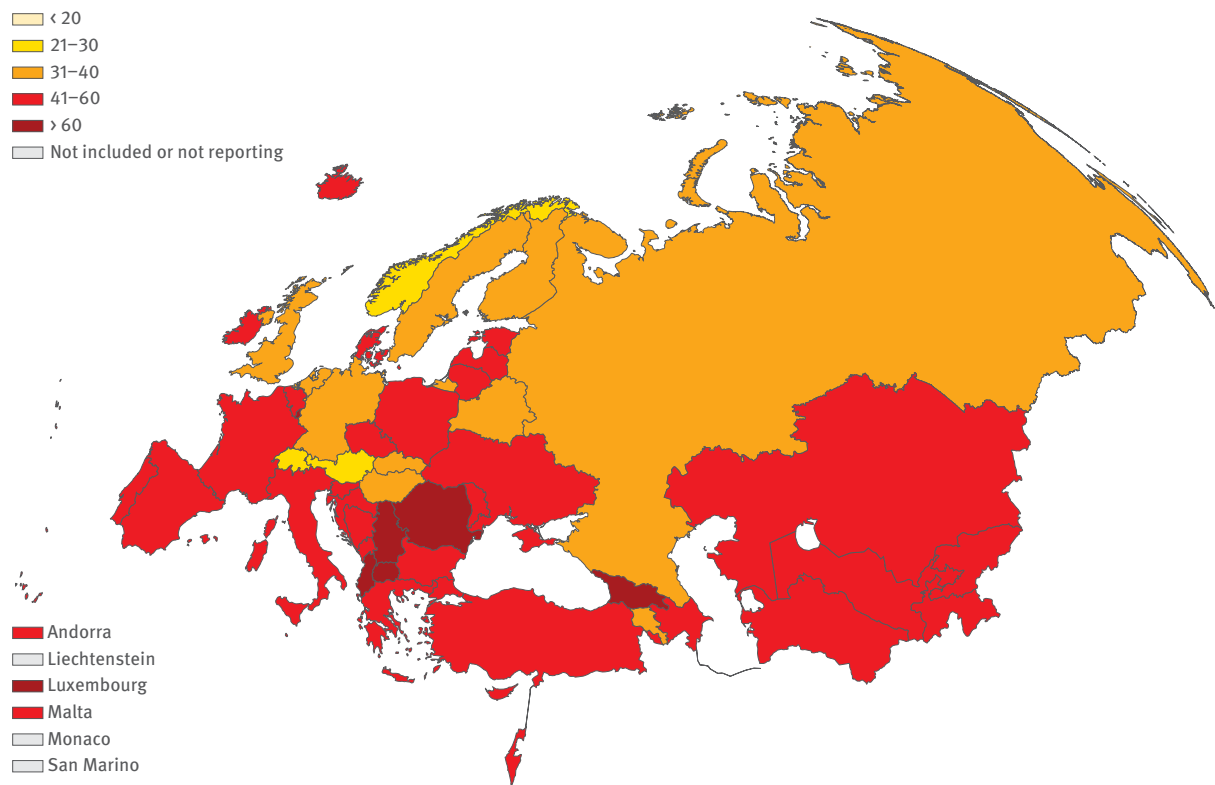 ‹ 20
21–30
31–40
41–60
› 60
Not included or not reporting
Andorra
Liechtenstein
Luxembourg
Malta
Monaco
San Marino